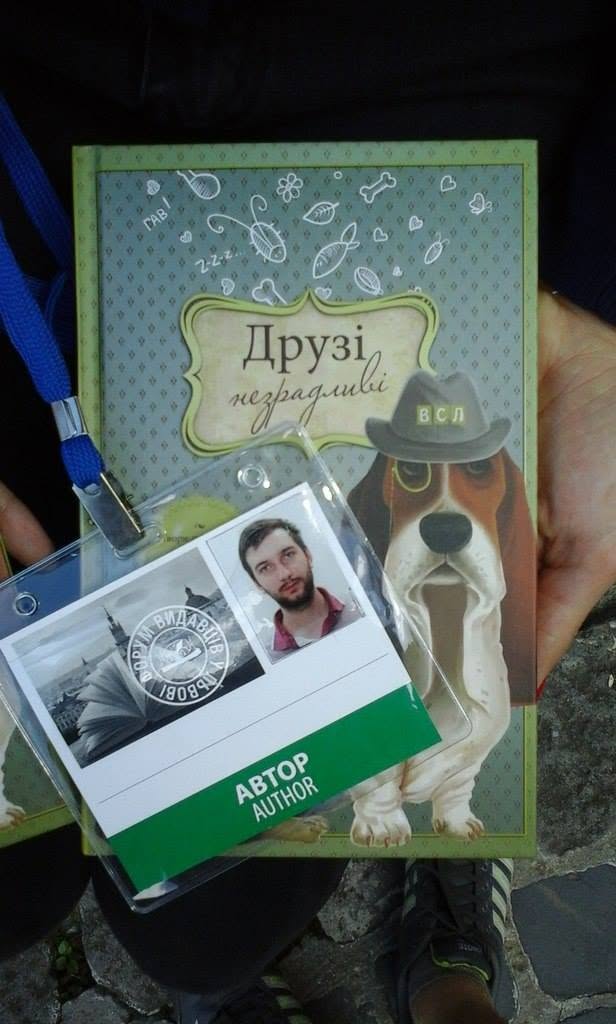 ГАВ!
z-z-z...
Друзі
незрадливі
ВСЛ
ФОРУМ ВИДАВЦІВ У ЛЬВОВІ
АВТОР
AUTHOR